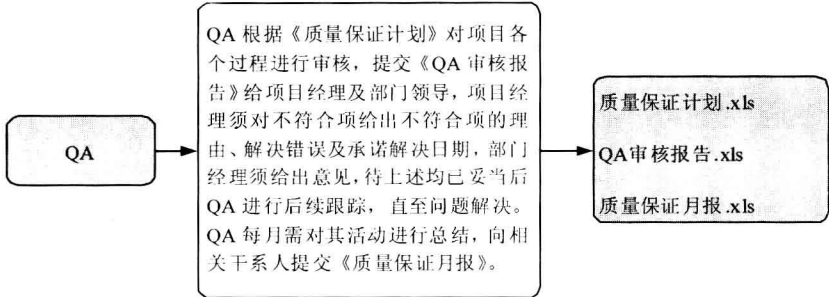 QA
QA 根据《质量保证计划》对项目各
个过程进行审核，提交《QA 审核报
告》给项目经理及部门领导，项目经
理须对不符合项给出不符合项的理
由、解决错误及承诺解决日期，部门
经理须给出意见，待上述均已妥当后
QA 进行后续跟踪，直至问题解决。
QA 每月需对其活动进行总结，向相
关干系人提交《质量保证月报》。
质量保证计划.xls
QA审核报告.xls
质量保证月报.xls